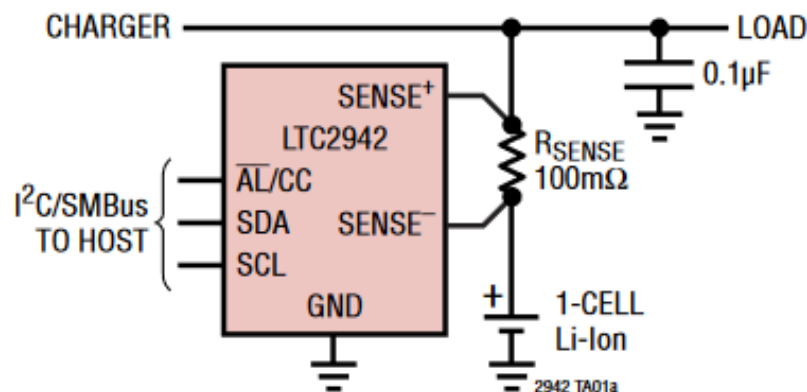 CHARGER
LOAD
0.1µF
SENSE⁺
LTC2942
R_SENSE
100mΩ
A̅L̅/CC
I²C/SMBus
TO HOST
SDA
SENSE⁻
SCL
GND
+
1-CELL
Li-Ion
2942 TA01a